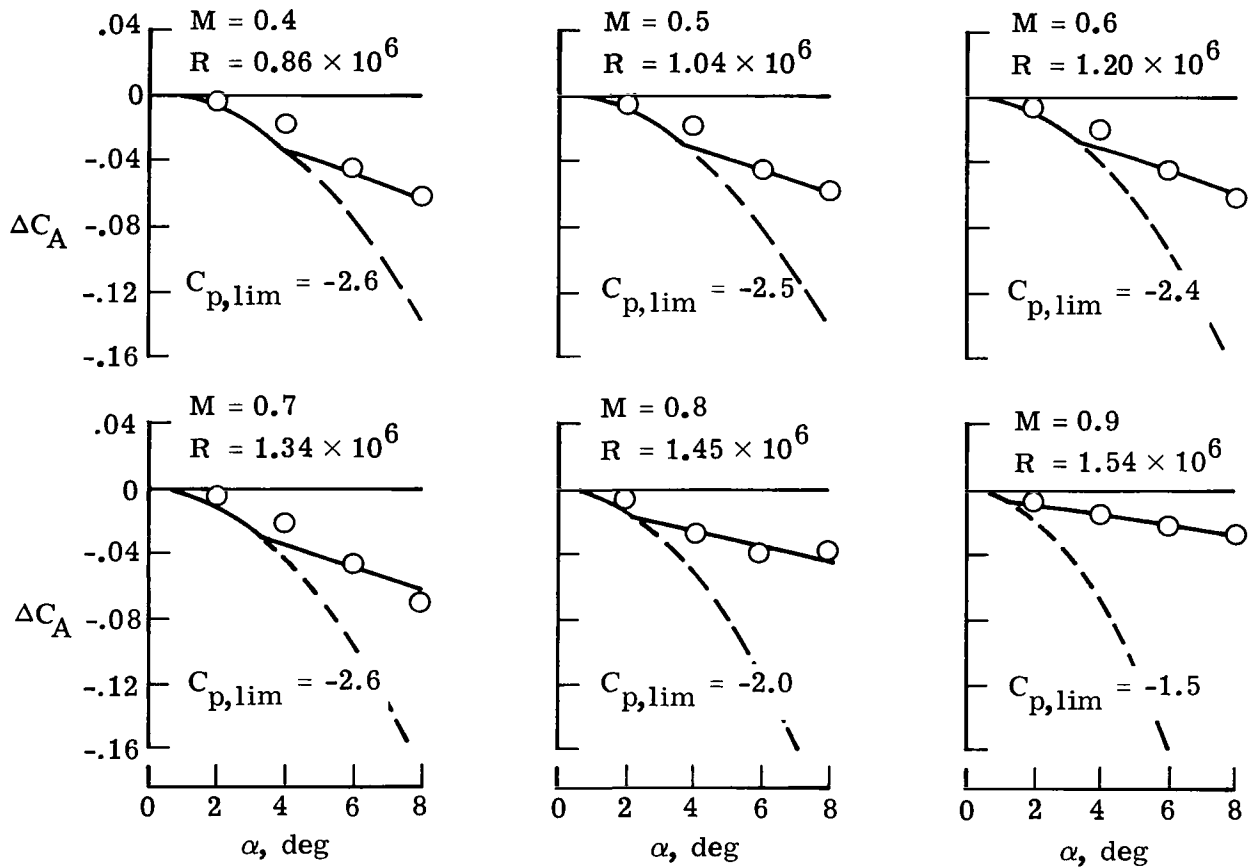 .04
0
-.04
-.08
-.12
-.16
ΔC_A
M = 0.4
R = 0.86 × 10^6
C_p,lim = -2.6
M = 0.5
R = 1.04 × 10^6
C_p,lim = -2.5
M = 0.6
R = 1.20 × 10^6
C_p,lim = -2.4
.04
0
-.04
-.08
-.12
-.16
ΔC_A
M = 0.7
R = 1.34 × 10^6
C_p,lim = -2.6
0 2 4 6 8
α, deg
M = 0.8
R = 1.45 × 10^6
C_p,lim = -2.0
0 2 4 6 8
α, deg
M = 0.9
R = 1.54 × 10^6
C_p,lim = -1.5
0 2 4 6 8
α, deg